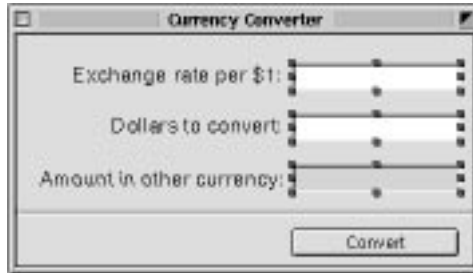 Currency Converter
Exchange rate per $1:
Dollars to convert:
Amount in other currency:
Convert